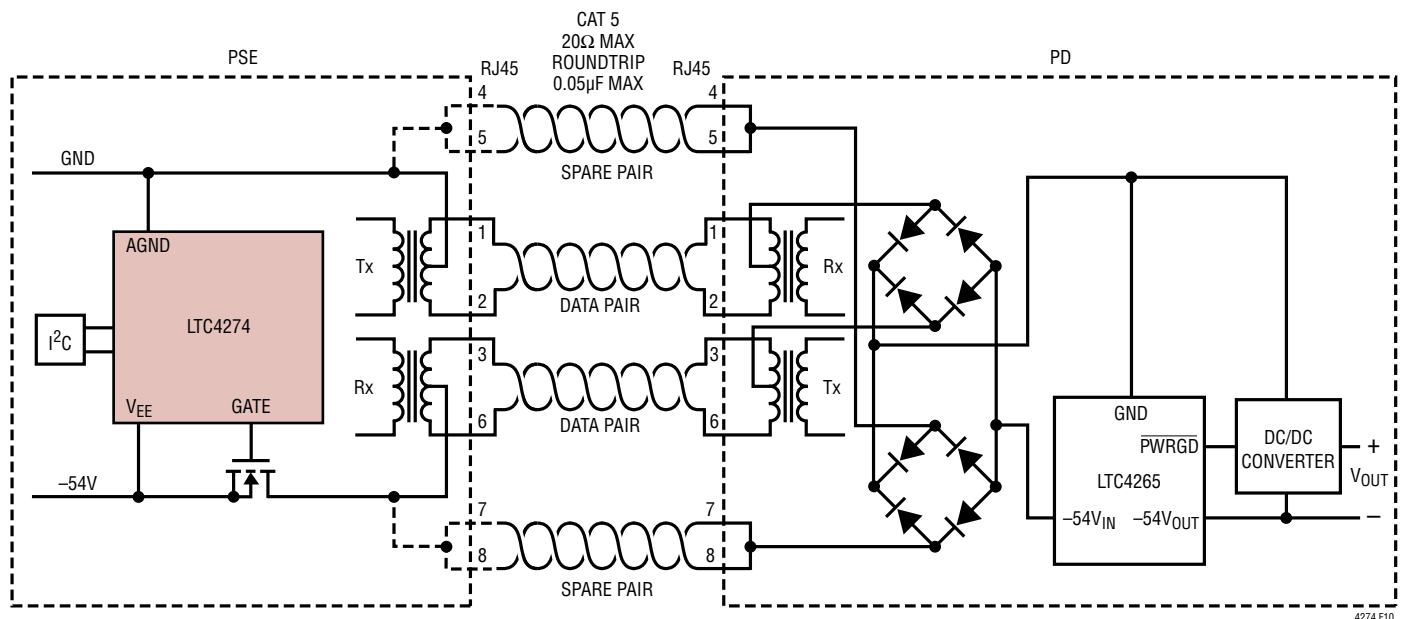 CAT 5
20Ω MAX
ROUNDTRIP
0.05µF MAX
PSE
RJ45
RJ45
PD
4
4
5
5
SPARE PAIR
GND
AGND
Tx
1
1
Rx
2
2
DATA PAIR
LTC4274
I²C
3
3
Rx
Tx
6
6
DATA PAIR
VEE
GATE
–54V
GND
PWRGD
DC/DC
CONVERTER
+
VOUT
–
LTC4265
–54VIN
–54VOUT
7
7
8
8
SPARE PAIR
4274 F10